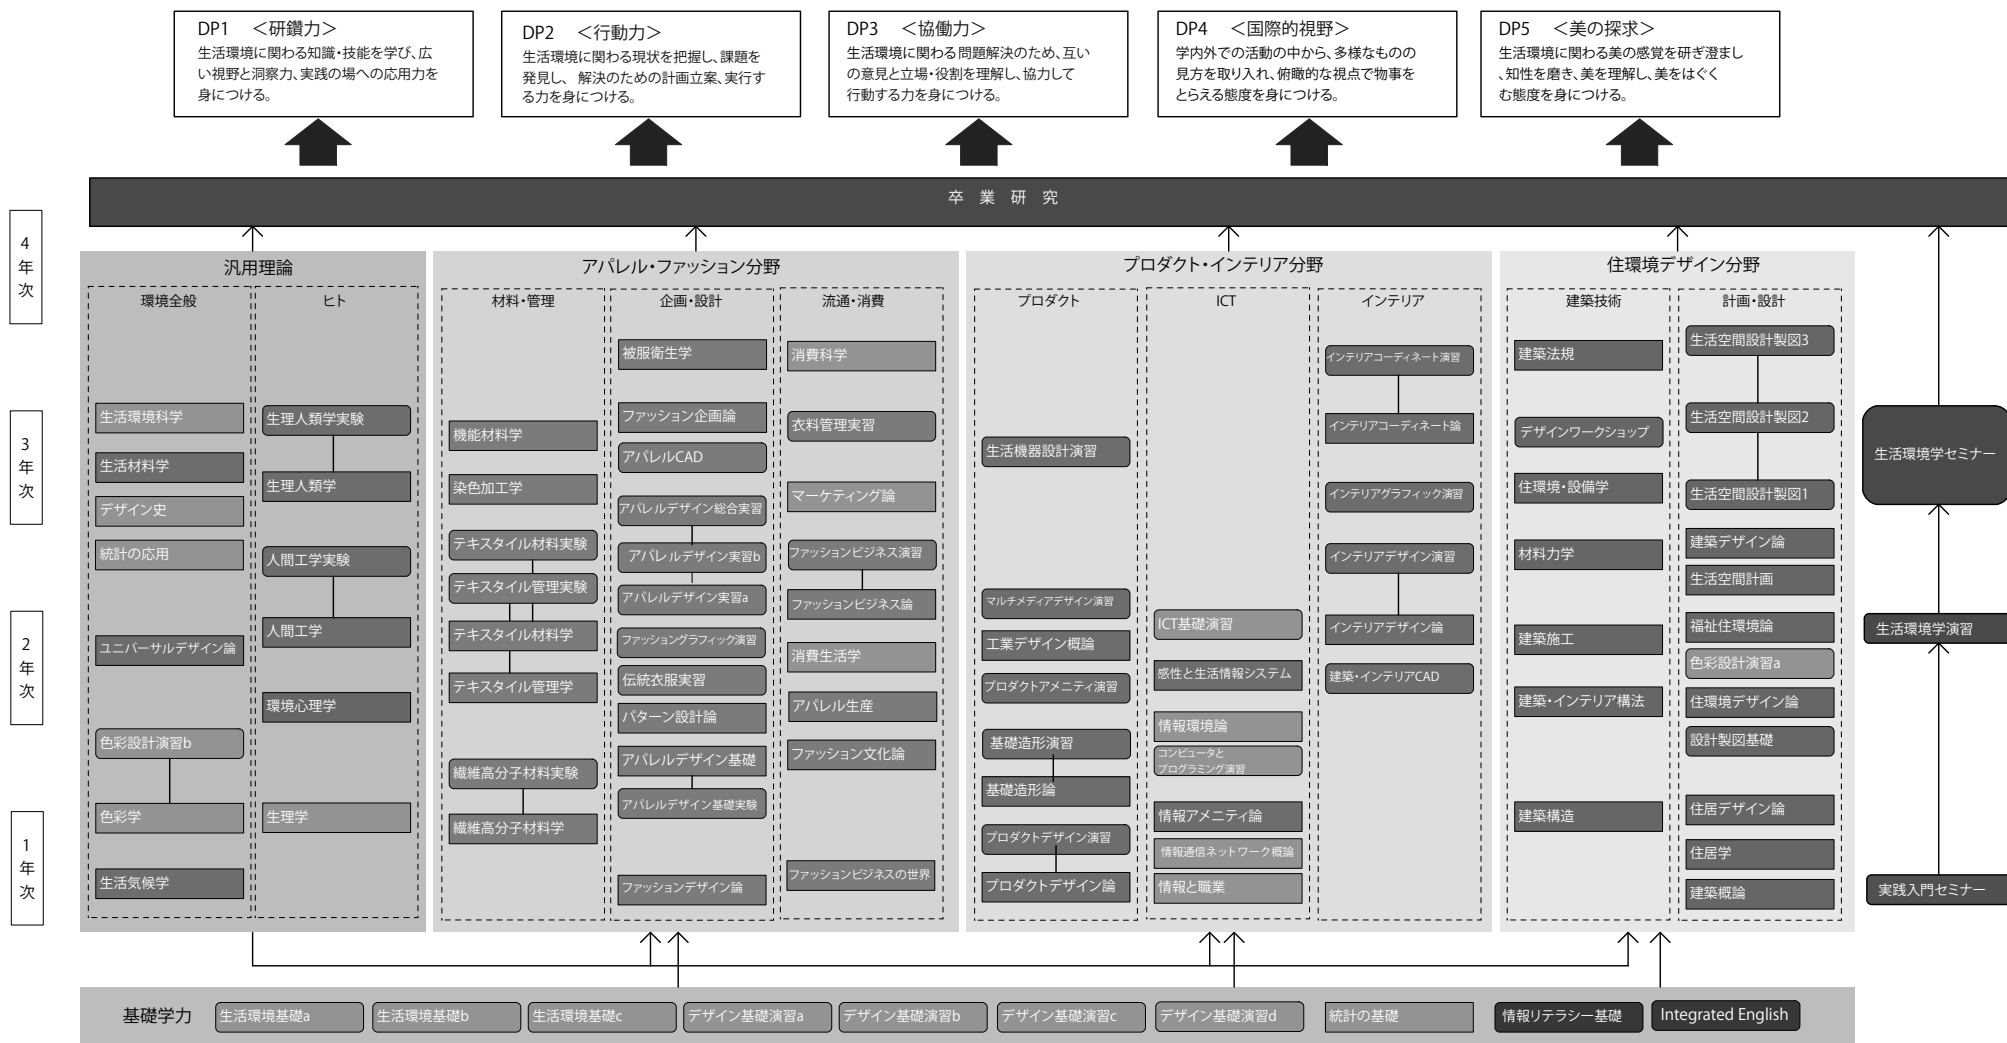 DP1 ＜研鑽力＞
生活環境に関わる知識・技能を学び、広
い視野と洞察力、実践の場への応用力を
身につける。
DP2 ＜行動力＞
生活環境に関わる現状を把握し、課題を
発見し、 解決のための計画立案、実行す
る力を身につける。
DP3 ＜協働力＞
生活環境に関わる問題解決のため、互い
の意見と立場・役割を理解し、協力して
行動する力を身につける。
DP4 ＜国際的視野＞
学内外での活動の中から、多様なものの
見方を取り入れ、俯瞰的な視点で物事を
とらえる態度を身につける。
DP5 ＜美の探求＞
生活環境に関わる美の感覚を研ぎ澄まし
、知性を磨き、美を理解し、美をはぐく
む態度を身につける。
卒 業 研 究
4年次
3年次
2年次
1年次
汎用理論
環境全般
生活環境科学
生活材料学
デザイン史
統計の応用
ユニバーサルデザイン論
色彩設計演習b
色彩学
生活気候学
ヒト
生理人類学実験
生理人類学
人間工学実験
人間工学
環境心理学
生理学
アパレル・ファッション分野
材料・管理
機能材料学
染色加工学
テキスタイル材料実験
テキスタイル管理実験
テキスタイル材料学
テキスタイル管理学
繊維高分子材料実験
繊維高分子材料学
企画・設計
被服衛生学
ファッション企画論
アパレルCAD
アパレルデザイン総合実習
アパレルデザイン実習b
アパレルデザイン実習a
ファッショングラフィック演習
伝統衣服実習
パターン設計論
アパレルデザイン基礎
アパレルデザイン基礎実験
ファッションデザイン論
流通・消費
消費科学
衣料管理実習
マーケティング論
ファッションビジネス演習
ファッションビジネス論
消費生活学
アパレル生産
ファッション文化論
ファッションビジネスの世界
プロダクト・インテリア分野
プロダクト
生活機器設計演習
マルチメディアデザイン演習
工業デザイン概論
プロダクトアメニティ演習
基礎造形演習
基礎造形論
プロダクトデザイン演習
プロダクトデザイン論
ICT
ICT基礎演習
感性と生活情報システム
情報環境論
コンピュータと
プログラミング演習
情報アメニティ論
情報通信ネットワーク概論
情報と職業
インテリア
インテリアコーディネート演習
インテリアコーディネート論
インテリアグラフィック演習
インテリアデザイン演習
インテリアデザイン論
建築・インテリアCAD
住環境デザイン分野
建築技術
建築法規
デザインワークショップ
住環境・設備学
材料力学
建築施工
建築・インテリア構法
建築構造
計画・設計
生活空間設計製図3
生活空間設計製図2
生活空間設計製図1
建築デザイン論
生活空間計画
福祉住環境論
色彩設計演習a
住環境デザイン論
設計製図基礎
住居デザイン論
住居学
建築概論
生活環境学セミナー
生活環境学演習
実践入門セミナー
基礎学力
生活環境基礎a
生活環境基礎b
生活環境基礎c
デザイン基礎演習a
デザイン基礎演習b
デザイン基礎演習c
デザイン基礎演習d
統計の基礎
情報リテラシー基礎
Integrated English